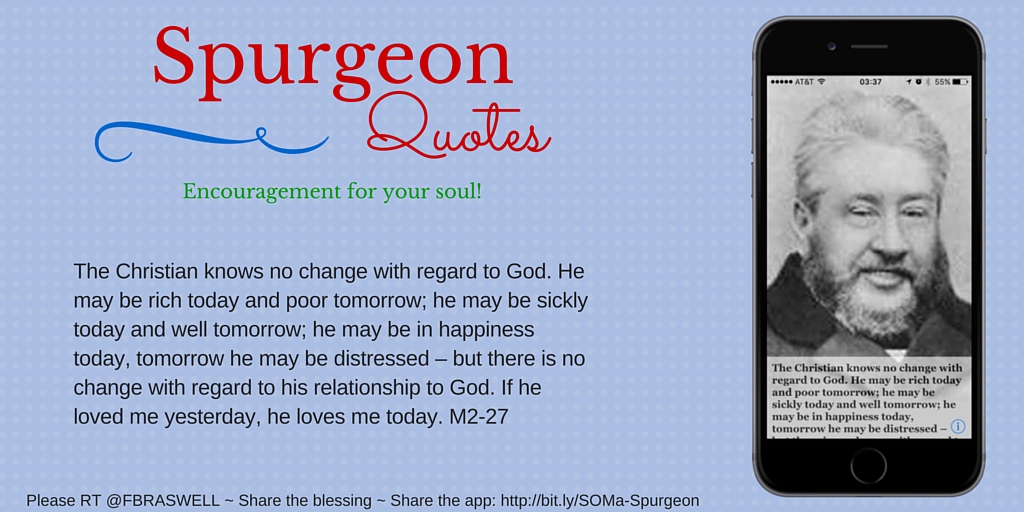 Spurgeon
Quotes
Encouragement for your soul!
The Christian knows no change with regard to God. He
may be rich today and poor tomorrow; he may be sickly
today and well tomorrow; he may be in happiness
today, tomorrow he may be distressed – but there is no
change with regard to his relationship to God. If he
loved me yesterday, he loves me today. M2-27
Please RT @FBRASWELL ~ Share the blessing ~ Share the app: http://bit.ly/SOMa-Spurgeon
AT&T 03:37 55%
The Christian knows no change with
regard to God. He may be rich today
and poor tomorrow; he may be
sickly today and well tomorrow; he
may be in happiness today,
tomorrow he may be distressed –